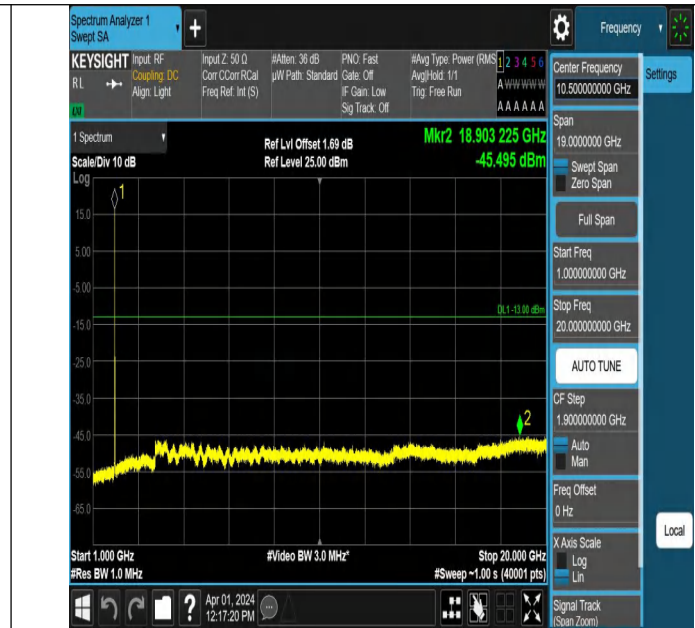 Spectrum Analyzer 1
Swept SA
+
Frequency
KEYSIGHT
RL
Input: RF
Coupling: DC
Align: Light
Input Z: 50 Ω
Corr CCorr RCal
Freq Ref: Int (S)
#Atten: 36 dB
µW Path: Standard
PNO: Fast
Gate: Off
IF Gain: Low
Sig Track: Off
#Avg Type: Power (RMS
Avg|Hold: 1/1
Trig: Free Run
1 2 3 4 5 6
A W W W W W
A A A A A A
1 Spectrum
Scale/Div 10 dB
Ref Lvl Offset 1.69 dB
Ref Level 25.00 dBm
Mkr2 18.903 225 GHz
-45.495 dBm
Log
15.0
5.00
-5.00
-15.0
-25.0
-35.0
-45.0
-55.0
-65.0
1
DL1 -13.00 dBm
2
Start 1.000 GHz
#Res BW 1.0 MHz
#Video BW 3.0 MHz*
Stop 20.000 GHz
#Sweep ~1.00 s (40001 pts)
?
Apr 01, 2024
12:17:20 PM
Center Frequency
10.500000000 GHz
Settings
Span
19.0000000 GHz
Swept Span
Zero Span
Full Span
Start Freq
1.000000000 GHz
Stop Freq
20.000000000 GHz
AUTO TUNE
CF Step
1.900000000 GHz
Auto
Man
Freq Offset
0 Hz
X Axis Scale
Log
Lin
Local
Signal Track
(Span Zoom)